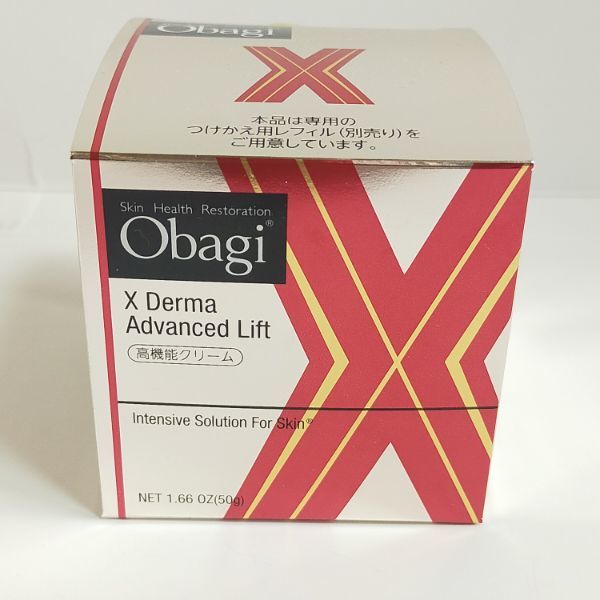 Obagi
X
本品は専用の
つけかえ用レフィル(別売り)を
ご用意しています。
Skin Health Restoration
Obagi®
X Derma
Advanced Lift
高機能クリーム
X
Intensive Solution For Skin®
NET 1.66 OZ(50g)